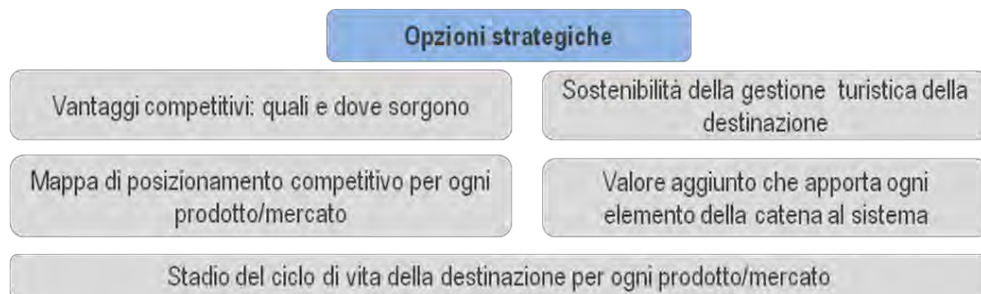 Opzioni strategiche
Vantaggi competitivi: quali e dove sorgono
Sostenibilità della gestione turistica della
destinazione
Mappa di posizionamento competitivo per ogni
prodotto/mercato
Valore aggiunto che apporta ogni
elemento della catena al sistema
Stadio del ciclo di vita della destinazione per ogni prodotto/mercato